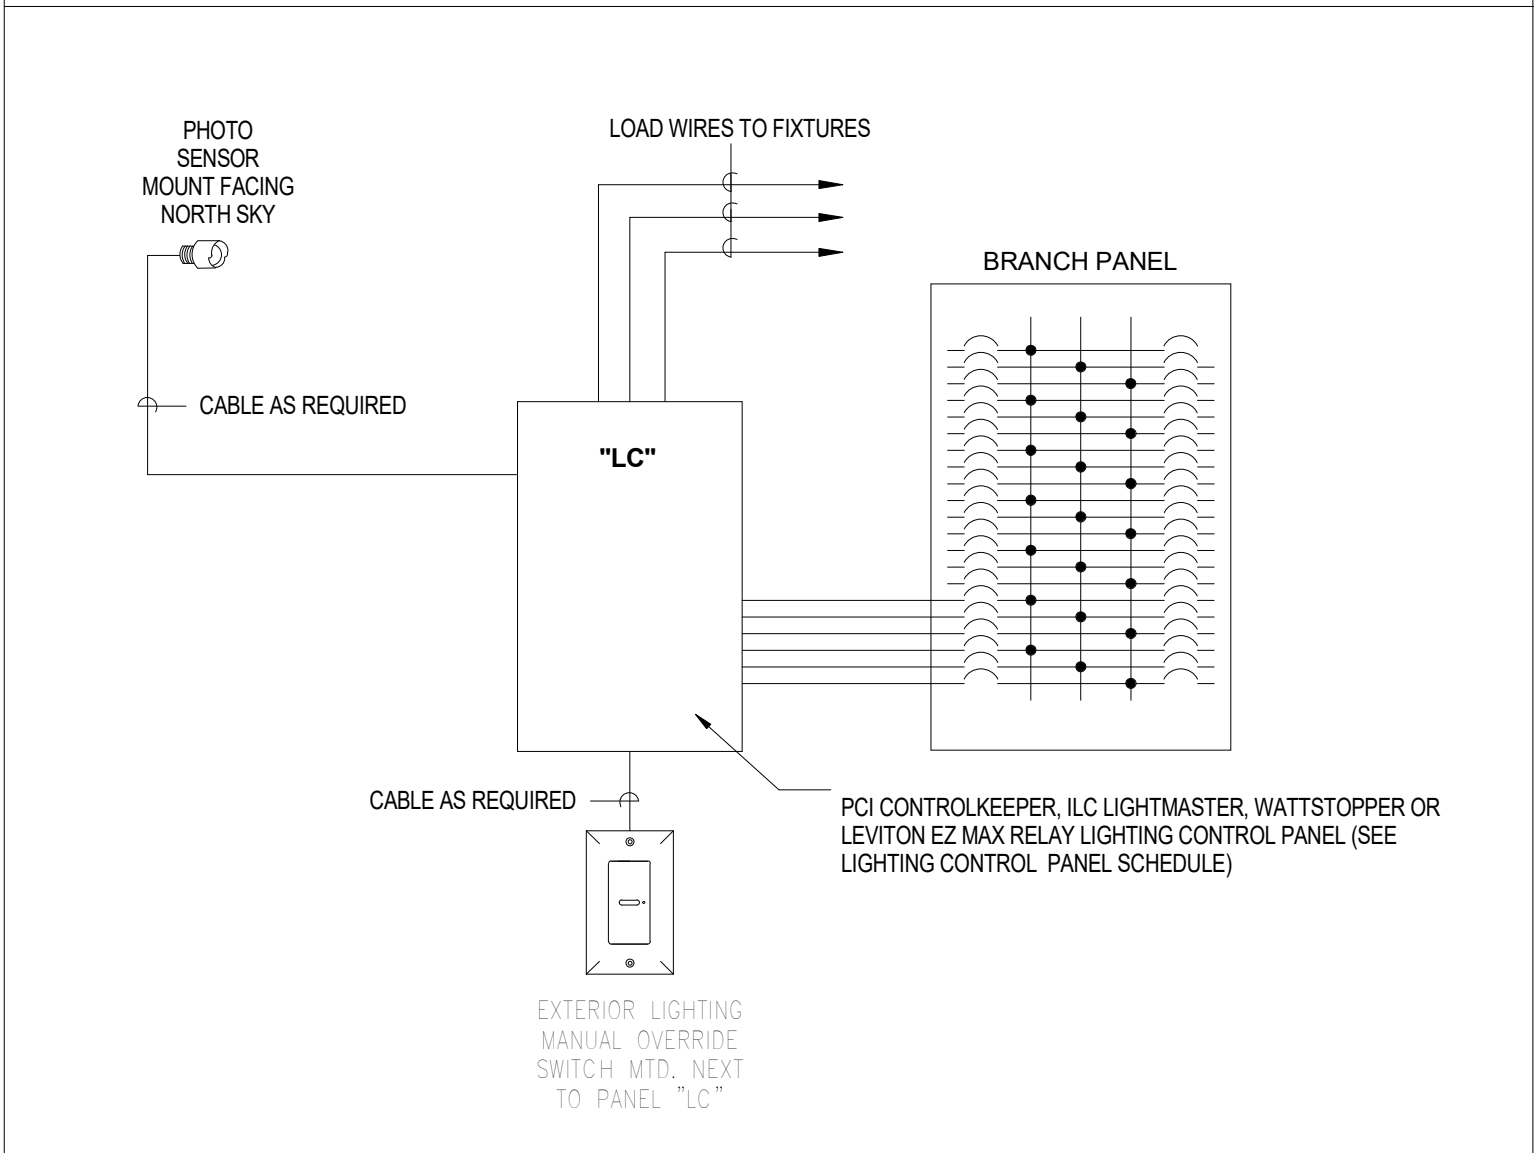 PHOTO
SENSOR
MOUNT FACING
NORTH SKY
LOAD WIRES TO FIXTURES
BRANCH PANEL
CABLE AS REQUIRED
"LC"
CABLE AS REQUIRED
PCI CONTROLKEEPER, ILC LIGHTMASTER, WATTSTOPPER OR
LEVITON EZ MAX RELAY LIGHTING CONTROL PANEL (SEE
LIGHTING CONTROL PANEL SCHEDULE)
EXTERIOR LIGHTING
MANUAL OVERRIDE
SWITCH MTD. NEXT
TO PANEL "LC"